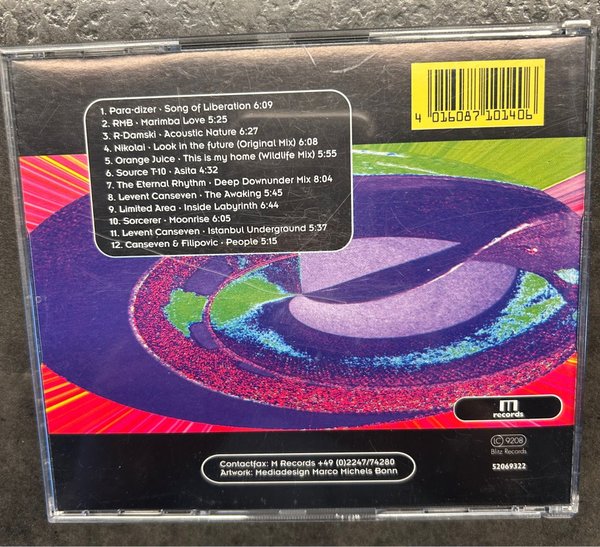 1. Para-dizer · Song of Liberation 6:09
2. RMB · Marimba Love 5:25
3. R-Damski · Acoustic Nature 6:27
4. Nikolai · Look in the future (Original Mix) 6:08
5. Orange Juice · This is my home (Wildlife Mix) 5:55
6. Source T-10 · Asita 4:32
7. The Eternal Rhythm · Deep Downunder Mix 8:04
8. Levent Canseven · The Awaking 5:45
9. Limited Area · Inside Labyrinth 6:44
10. Sorcerer · Moonrise 6:05
11. Levent Canseven · Istanbul Underground 5:37
12. Canseven & Filipovic · People 5:15
4 016087 101406
M
records
LC 9208
Blitz Records
52069322
Contactfax: M Records +49 (0)2247/74280
Artwork: Mediadesign Marco Michels Bonn